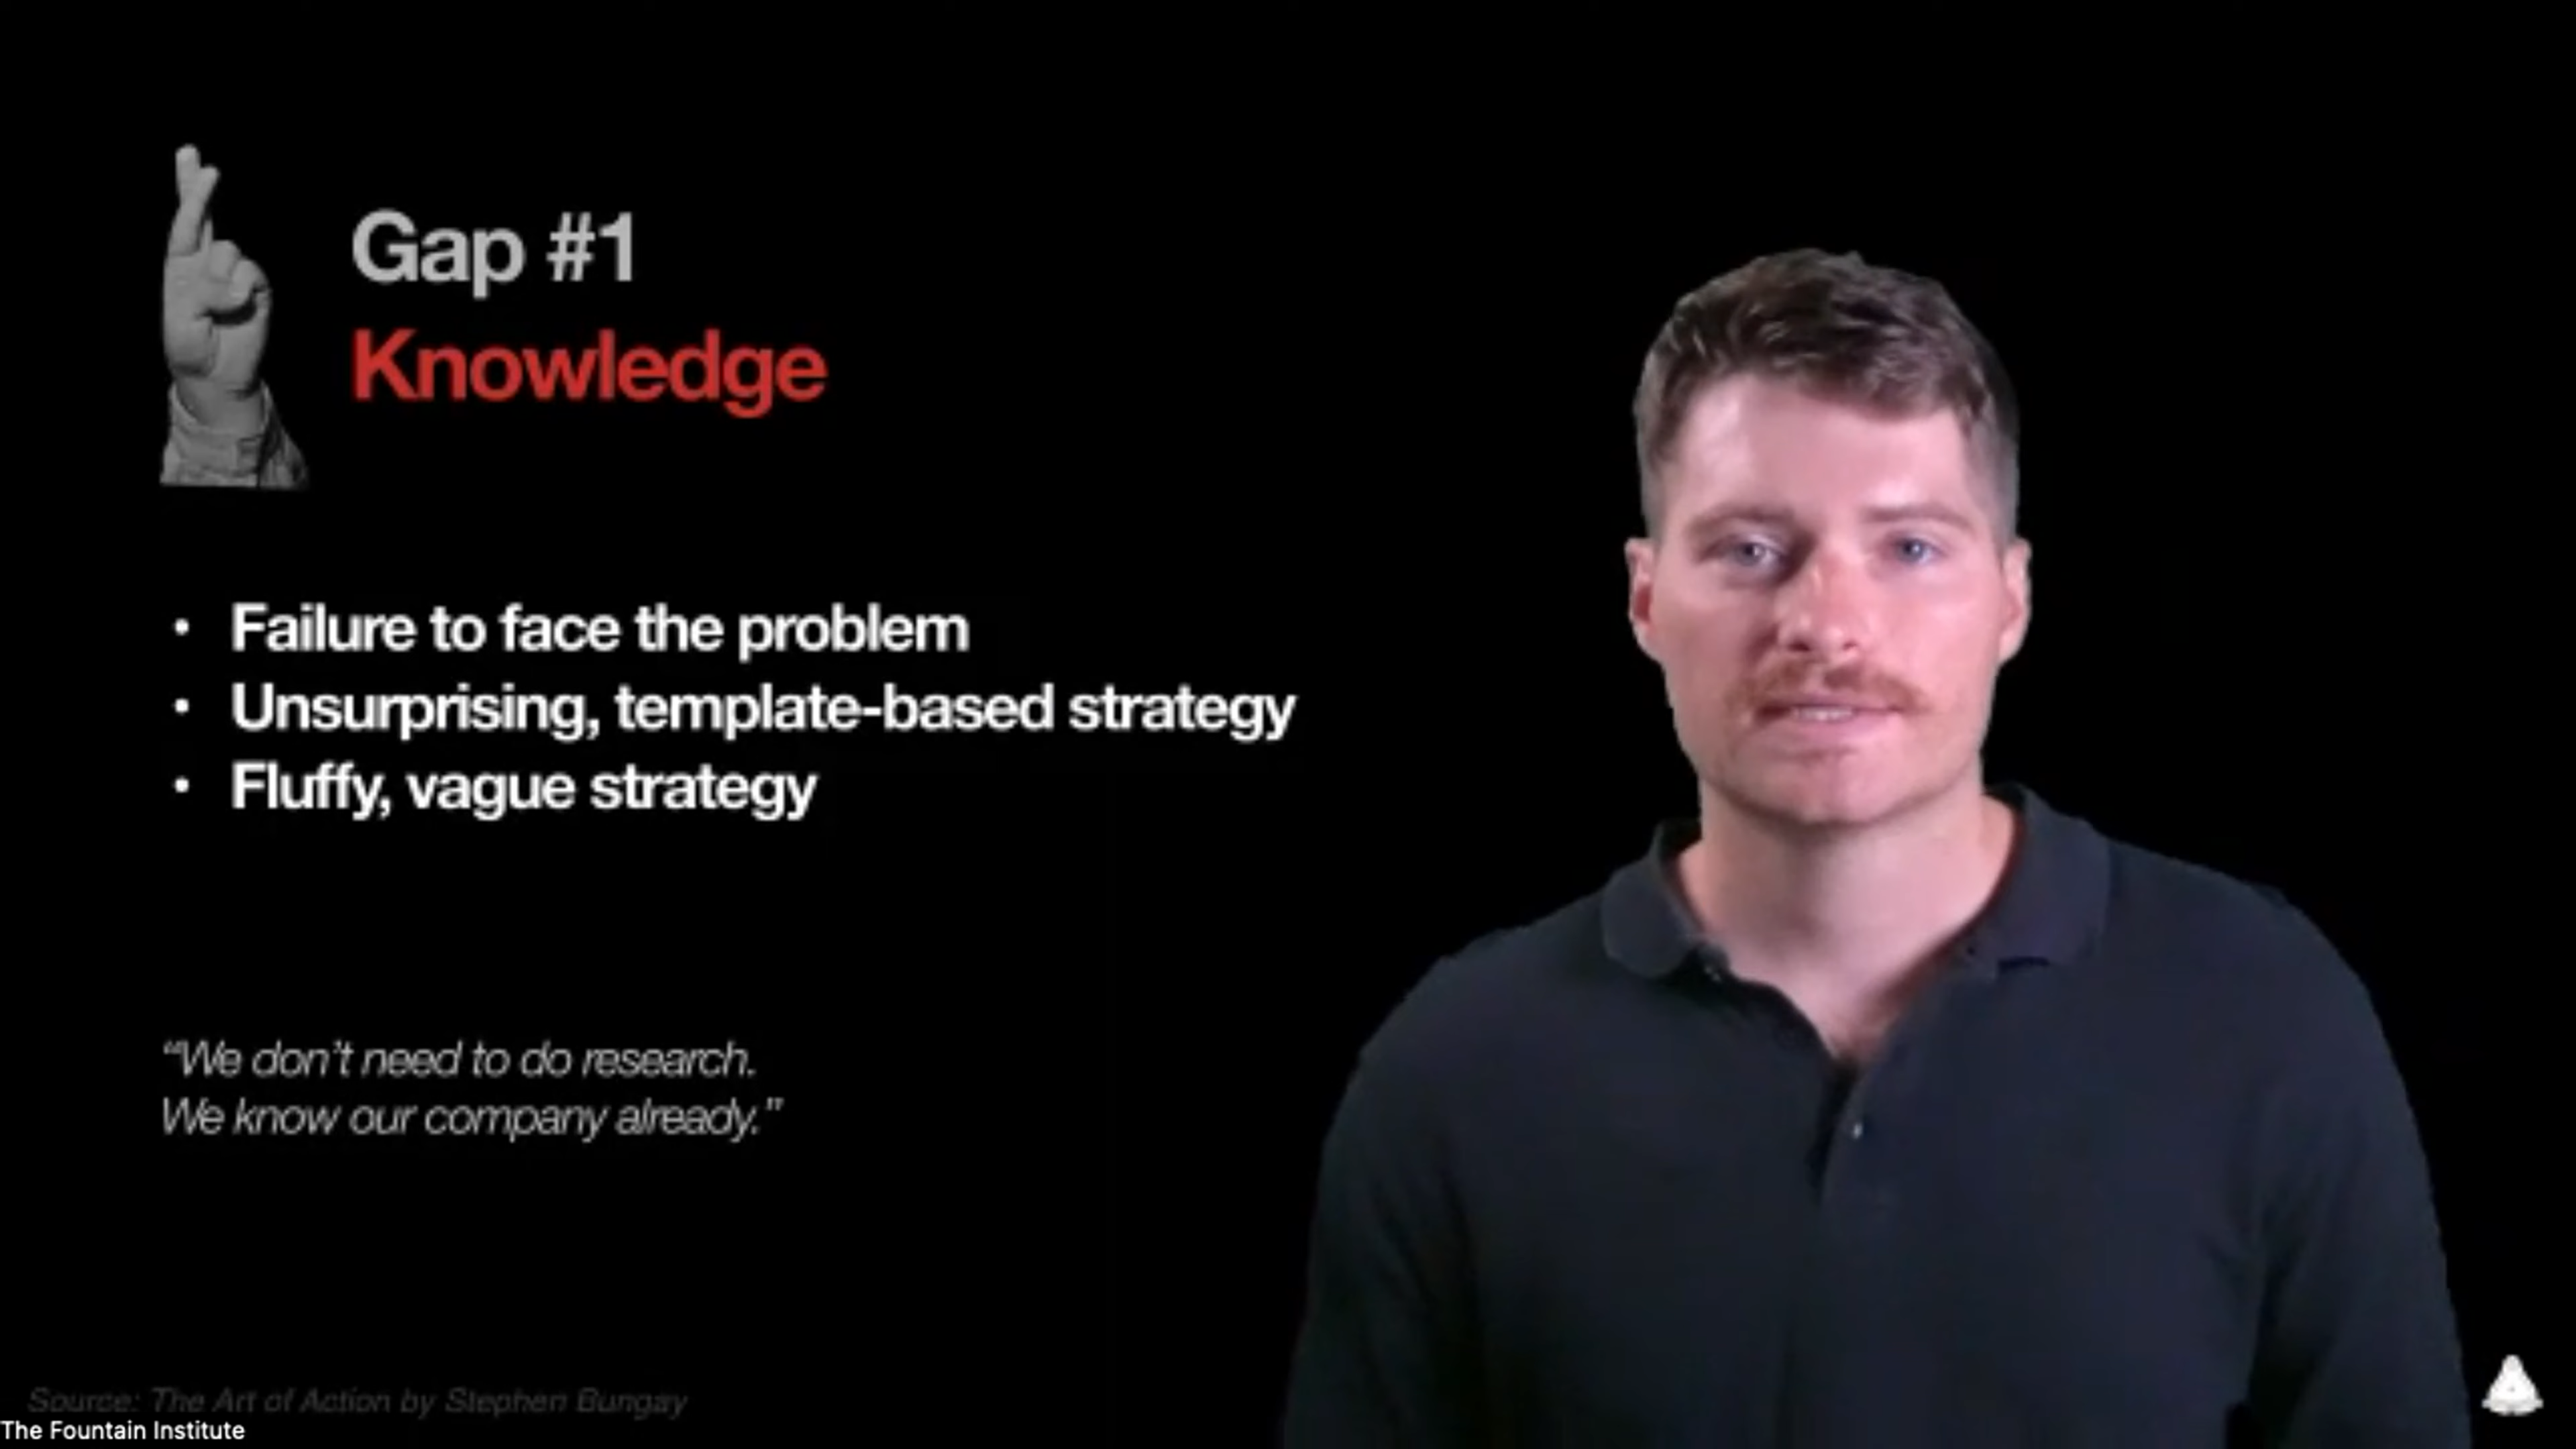 Gap #1
Knowledge
• Failure to face the problem
• Unsurprising, template-based strategy
• Fluffy, vague strategy
“We don’t need to do research.
We know our company already.”
Source: The Art of Action by Stephen Bungay
The Fountain Institute